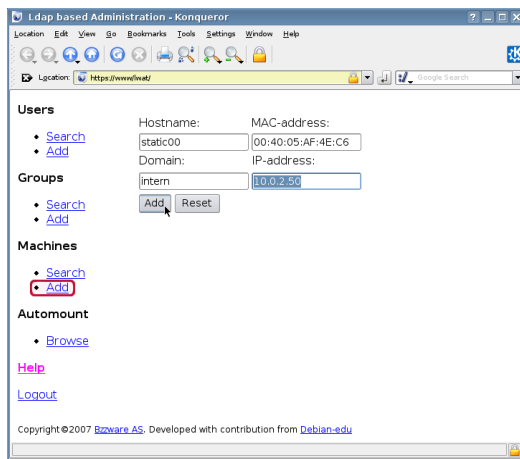 Ldap based Administration - Konqueror
Location Edit View Go Bookmarks Tools Settings Window Help
Location: https://www/lwat/ Google Search
Users
Search
Add
Groups
Search
Add
Machines
Search
Add
Automount
Browse
Help
Logout
Hostname: MAC-address:
static00 00:40:05:AF:4E:C6
Domain: IP-address:
intern 10.0.2.50
Add Reset
Copyright ©2007 Bzzware AS. Developed with contribution from Debian-edu